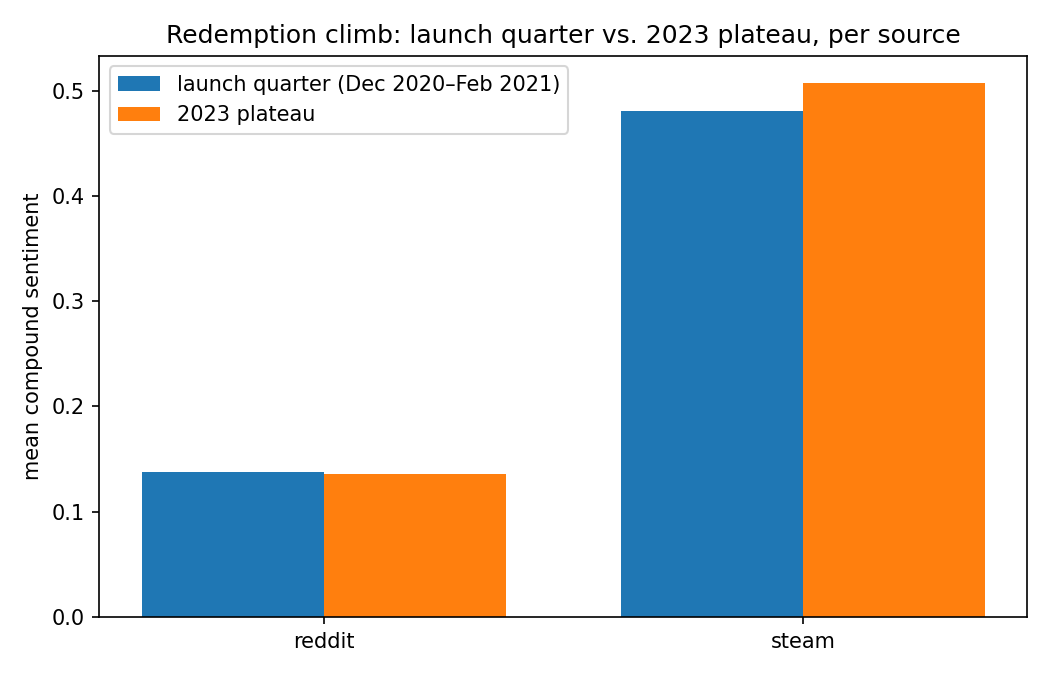 Redemption climb: launch quarter vs. 2023 plateau, per source
launch quarter (Dec 2020–Feb 2021)
2023 plateau
mean compound sentiment
0.5
0.4
0.3
0.2
0.1
0.0
reddit
steam